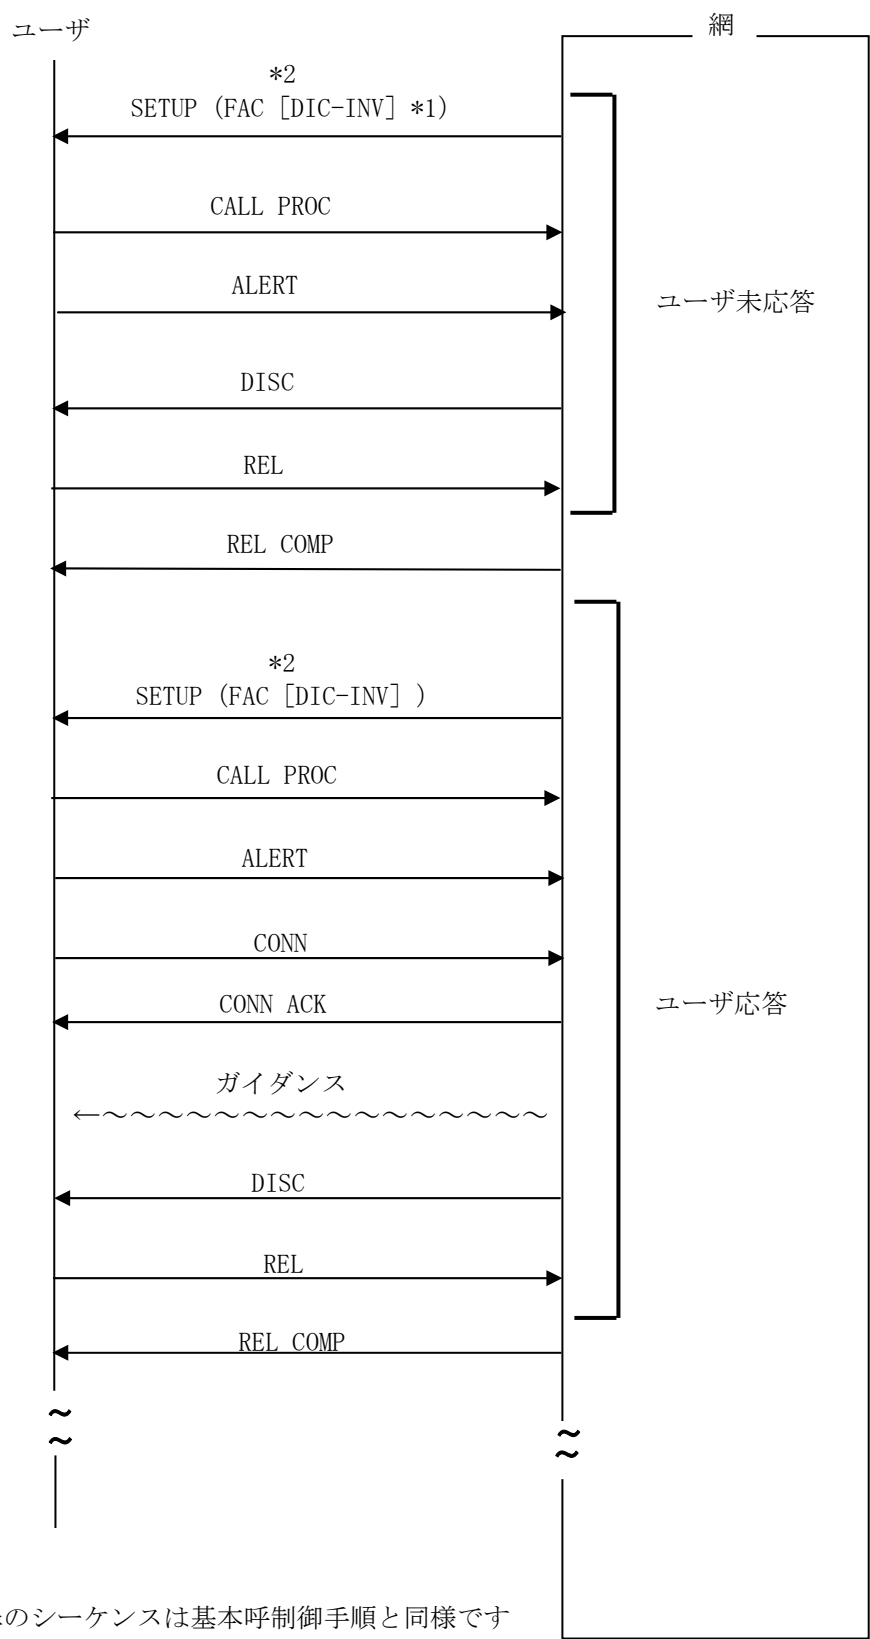 ユーザ
網
*2
SETUP (FAC [DIC-INV] *1)
CALL PROC
ALERT
ユーザ未応答
DISC
REL
REL COMP
*2
SETUP (FAC [DIC-INV] )
CALL PROC
ALERT
CONN
CONN ACK
ユーザ応答
ガイダンス
←～～～～～～～～～～～～～～～～
DISC
REL
REL COMP
のシーケンスは基本呼制御手順と同様です